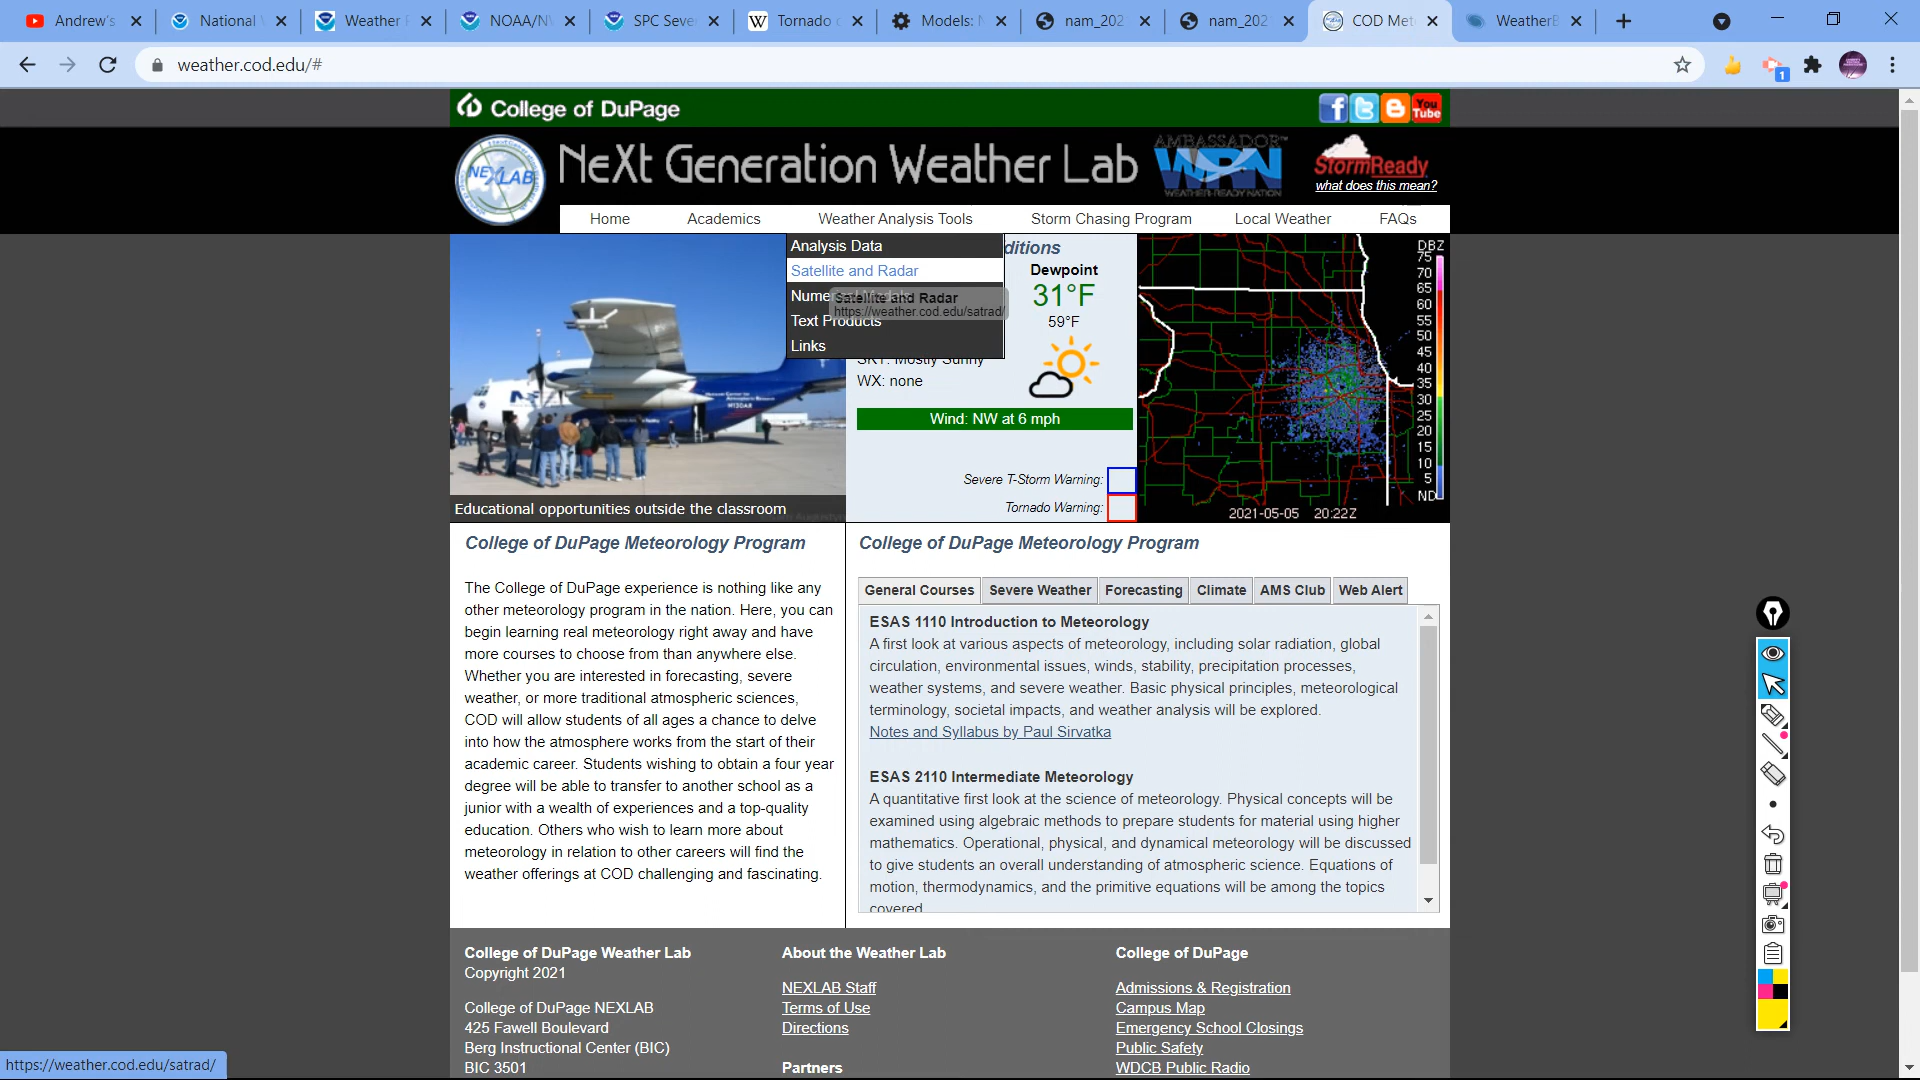 Andrew's
National W
Weather P
NOAA/NW
SPC Seve
Tornado o
Models: N
nam_202
nam_202
COD Met
WeatherB
weather.cod.edu/#
1
College of DuPage
You
Tube
NEXLAB
NeXt Generation Weather Lab
AMBASSADOR™
WRN
WEATHER-READY NATION
StormReady
what does this mean?
Home Academics Weather Analysis Tools Storm Chasing Program Local Weather FAQs
Analysis Data
Satellite and Radar
Satellite and Radar
https://weather.cod.edu/satrad/
Text Products
Links
ditions
Dewpoint
31°F
59°F
SKY: Mostly Sunny
WX: none
Wind: NW at 6 mph
Severe T-Storm Warning:
Tornado Warning:
DBZ
75
70
65
60
55
50
45
40
35
30
25
20
15
10
5
ND
2021-05-05 20:22Z
N130AR
Educational opportunities outside the classroom
College of DuPage Meteorology Program
The College of DuPage experience is nothing like any
other meteorology program in the nation. Here, you can
begin learning real meteorology right away and have
more courses to choose from than anywhere else.
Whether you are interested in forecasting, severe
weather, or more traditional atmospheric sciences,
COD will allow students of all ages a chance to delve
into how the atmosphere works from the start of their
academic career. Students wishing to obtain a four year
degree will be able to transfer to another school as a
junior with a wealth of experiences and a top-quality
education. Others who wish to learn more about
meteorology in relation to other careers will find the
weather offerings at COD challenging and fascinating.
College of DuPage Meteorology Program
General Courses Severe Weather Forecasting Climate AMS Club Web Alert
ESAS 1110 Introduction to Meteorology
A first look at various aspects of meteorology, including solar radiation, global
circulation, environmental issues, winds, stability, precipitation processes,
weather systems, and severe weather. Basic physical principles, meteorological
terminology, societal impacts, and weather analysis will be explored.
Notes and Syllabus by Paul Sirvatka
ESAS 2110 Intermediate Meteorology
A quantitative first look at the science of meteorology. Physical concepts will be
examined using algebraic methods to prepare students for material using higher
mathematics. Operational, physical, and dynamical meteorology will be discussed
to give students an overall understanding of atmospheric science. Equations of
motion, thermodynamics, and the primitive equations will be among the topics
covered
College of DuPage Weather Lab
Copyright 2021
College of DuPage NEXLAB
425 Fawell Boulevard
Berg Instructional Center (BIC)
BIC 3501
About the Weather Lab
NEXLAB Staff
Terms of Use
Directions
Partners
College of DuPage
Admissions & Registration
Campus Map
Emergency School Closings
Public Safety
WDCB Public Radio
https://weather.cod.edu/satrad/